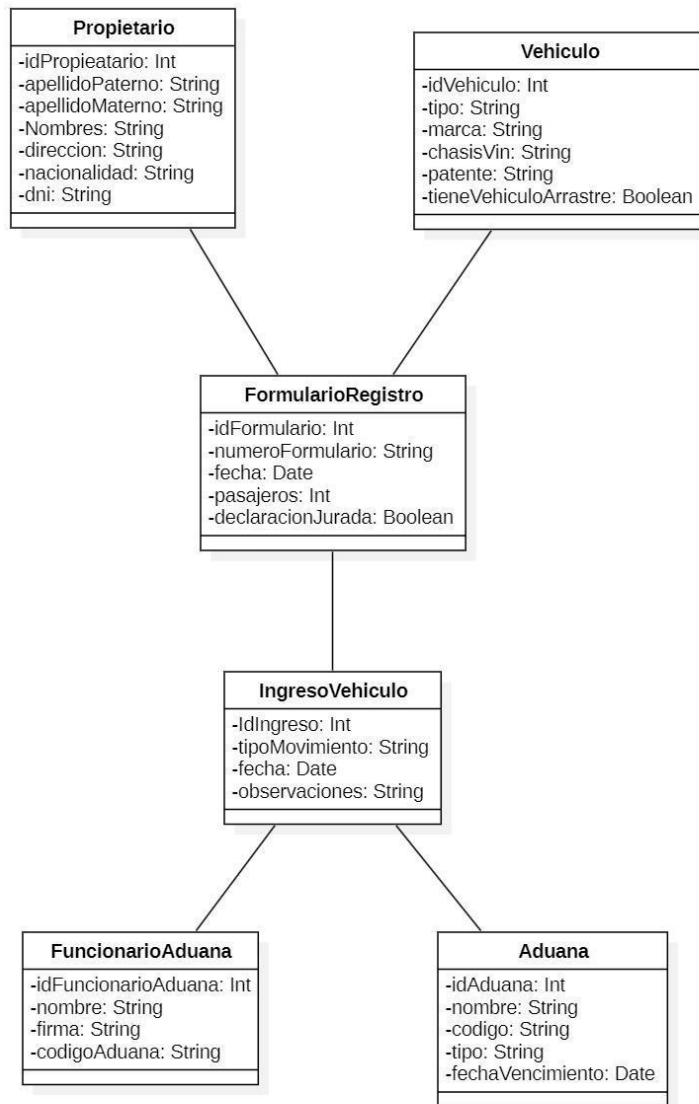 Propietario
-idPropieatario: Int
-apellidoPaterno: String
-apellidoMaterno: String
-Nombres: String
-direccion: String
-nacionalidad: String
-dni: String
Vehiculo
-idVehiculo: Int
-tipo: String
-marca: String
-chasisVin: String
-patente: String
-tieneVehiculoArrastre: Boolean
FormularioRegistro
-idFormulario: Int
-numeroFormulario: String
-fecha: Date
-pasajeros: Int
-declaracionJurada: Boolean
IngresoVehiculo
-IdIngreso: Int
-tipoMovimiento: String
-fecha: Date
-observaciones: String
FuncionarioAduana
-idFuncionarioAduana: Int
-nombre: String
-firma: String
-codigoAduana: String
Aduana
-idAduana: Int
-nombre: String
-codigo: String
-tipo: String
-fechaVencimiento: Date